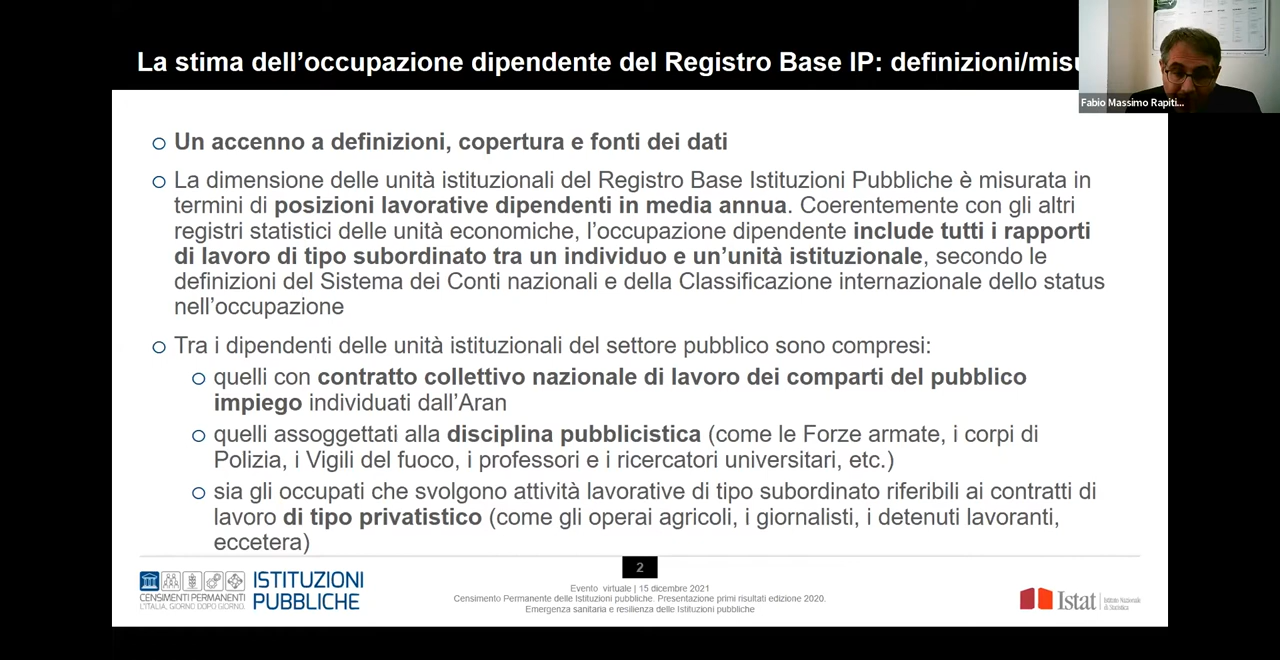 La stima dell’occupazione dipendente del Registro Base IP: definizioni/misu
Fabio Massimo Rapiti...
Un accenno a definizioni, copertura e fonti dei dati
La dimensione delle unità istituzionali del Registro Base Istituzioni Pubbliche è misurata in
termini di posizioni lavorative dipendenti in media annua. Coerentemente con gli altri
registri statistici delle unità economiche, l’occupazione dipendente include tutti i rapporti
di lavoro di tipo subordinato tra un individuo e un’unità istituzionale, secondo le
definizioni del Sistema dei Conti nazionali e della Classificazione internazionale dello status
nell’occupazione
Tra i dipendenti delle unità istituzionali del settore pubblico sono compresi:
quelli con contratto collettivo nazionale di lavoro dei comparti del pubblico
impiego individuati dall’Aran
quelli assoggettati alla disciplina pubblicistica (come le Forze armate, i corpi di
Polizia, i Vigili del fuoco, i professori e i ricercatori universitari, etc.)
sia gli occupati che svolgono attività lavorative di tipo subordinato riferibili ai contratti di
lavoro di tipo privatistico (come gli operai agricoli, i giornalisti, i detenuti lavoranti,
eccetera)
2
CENSIMENTI PERMANENTI
L’ITALIA, GIORNO DOPO GIORNO.
ISTITUZIONI
PUBBLICHE
Evento virtuale | 15 dicembre 2021
Censimento Permanente delle Istituzioni pubbliche. Presentazione primi risultati edizione 2020.
Emergenza sanitaria e resilienza delle Istituzioni pubbliche
Istat
Istituto Nazionale
di Statistica